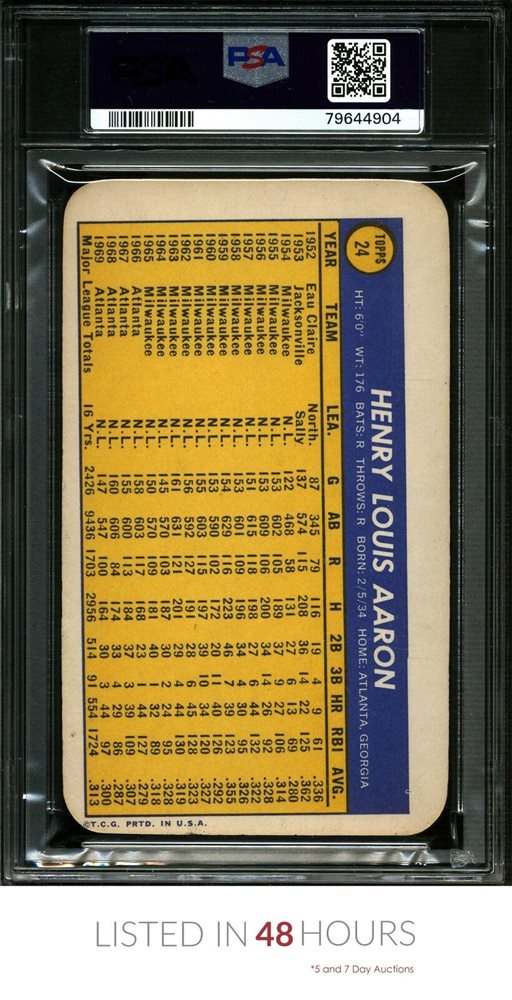 PSA
79644904
TOPPS
24
HENRY LOUIS AARON
HT: 6'0" WT: 176 BATS: R THROWS: R BORN: 2/5/34 HOME: ATLANTA, GEORGIA
YEAR TEAM LEA. G AB R H 2B 3B HR RBI AVG.
1952 Eau Claire North. 87 345 79 116 19 4 9 61 .336
1953 Jacksonville Sally 137 574 115 208 36 14 22 125 .362
1954 Milwaukee N.L. 122 468 58 131 27 6 13 69 .280
1955 Milwaukee N.L. 153 602 105 189 37 9 27 106 .314
1956 Milwaukee N.L. 153 609 106 200 34 14 26 92 .328
1957 Milwaukee N.L. 151 615 118 198 27 6 44 132 .322
1958 Milwaukee N.L. 153 601 109 196 34 4 30 95 .326
1959 Milwaukee N.L. 154 629 116 223 46 7 39 123 .355
1960 Milwaukee N.L. 153 590 102 172 20 11 40 126 .292
1961 Milwaukee N.L. 155 603 115 197 39 10 34 120 .327
1962 Milwaukee N.L. 156 592 127 191 28 6 45 128 .323
1963 Milwaukee N.L. 161 631 121 201 29 4 44 130 .319
1964 Milwaukee N.L. 145 570 103 187 30 2 24 95 .328
1965 Milwaukee N.L. 150 570 109 181 40 1 32 89 .318
1966 Atlanta N.L. 158 603 117 168 23 1 44 127 .279
1967 Atlanta N.L. 155 600 113 184 37 3 39 109 .307
1968 Atlanta N.L. 160 606 84 174 33 4 29 86 .287
1969 Atlanta N.L. 147 547 100 164 30 3 44 97 .300
Major League Totals 16 Yrs. 2426 9436 1703 2956 514 91 554 1724 .313
©T.C.G. PRTD. IN U.S.A.
LISTED IN 48 HOURS
*5 and 7 Day Auctions